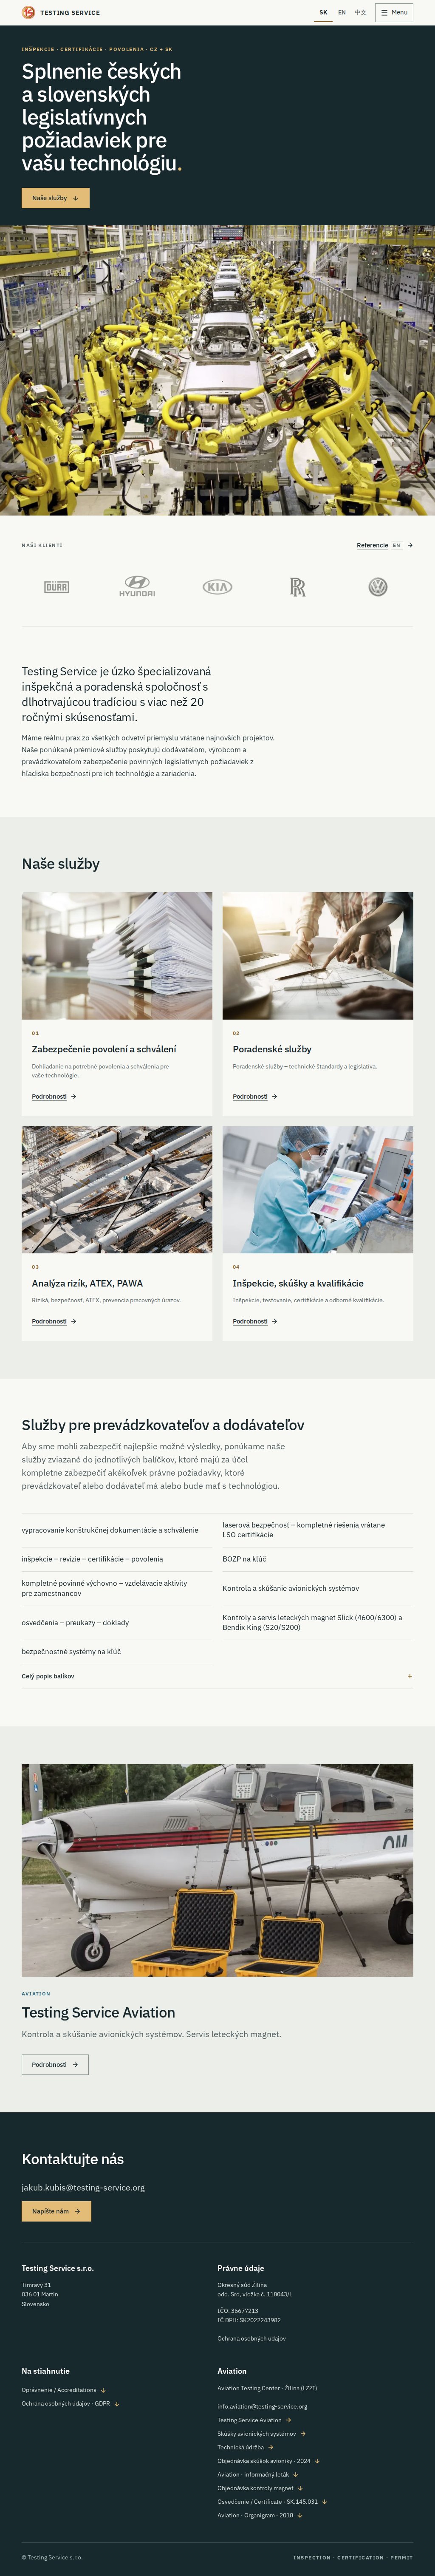 TESTING SERVICE
SK EN 中文 Menu
INŠPEKCIE · CERTIFIKÁCIE · POVOLENIA · CZ + SK
Splnenie českých
a slovenských
legislatívnych
požiadaviek pre
vašu technológiu.
Naše služby
NAŠI KLIENTI
Referencie EN
DÜRR
HYUNDAI
KIA
Testing Service je úzko špecializovaná
inšpekčná a poradenská spoločnosť s
dlhotrvajúcou tradíciou s viac než 20
ročnými skúsenosťami.
Máme reálnu prax zo všetkých odvetví priemyslu vrátane najnovších projektov.
Naše ponúkané prémiové služby poskytujú dodávateľom, výrobcom a
prevádzkovateľom zabezpečenie povinných legislatívnych požiadaviek z
hľadiska bezpečnosti pre ich technológie a zariadenia.
Naše služby
01
Zabezpečenie povolení a schválení
Dohliadanie na potrebné povolenia a schválenia pre
vaše technológie.
Podrobnosti
02
Poradenské služby
Poradenské služby – technické štandardy a legislatíva.
Podrobnosti
03
Analýza rizík, ATEX, PAWA
Riziká, bezpečnosť, ATEX, prevencia pracovných úrazov.
Podrobnosti
04
Inšpekcie, skúšky a kvalifikácie
Inšpekcie, testovanie, certifikácie a odborné kvalifikácie.
Podrobnosti
Služby pre prevádzkovateľov a dodávateľov
Aby sme mohli zabezpečiť najlepšie možné výsledky, ponúkame naše
služby zviazané do jednotlivých balíčkov, ktoré majú za účel
kompletne zabezpečiť akékoľvek právne požiadavky, ktoré
prevádzkovateľ alebo dodávateľ má alebo bude mať s technológiou.
vypracovanie konštrukčnej dokumentácie a schválenie
laserová bezpečnosť – kompletné riešenia vrátane
LSO certifikácie
inšpekcie – revízie – certifikácie – povolenia
BOZP na kľúč
kompletné povinné výchovno – vzdelávacie aktivity
pre zamestnancov
Kontrola a skúšanie avionických systémov
osvedčenia – preukazy – doklady
Kontroly a servis leteckých magnet Slick (4600/6300) a
Bendix King (S20/S200)
bezpečnostné systémy na kľúč
Celý popis balíkov +
OM
AVIATION
Testing Service Aviation
Kontrola a skúšanie avionických systémov. Servis leteckých magnet.
Podrobnosti
Kontaktujte nás
jakub.kubis@testing-service.org
Napíšte nám
Testing Service s.r.o.
Timravy 31
036 01 Martin
Slovensko
Právne údaje
Okresný súd Žilina
odd. Sro, vložka č. 118043/L
IČO: 36677213
IČ DPH: SK2022243982
Ochrana osobných údajov
Na stiahnutie
Oprávnenie / Accreditations
Ochrana osobných údajov · GDPR
Aviation
Aviation Testing Center · Žilina (LZZI)
info.aviation@testing-service.org
Testing Service Aviation
Skúšky avionických systémov
Technická údržba
Objednávka skúšok avioniky · 2024
Aviation · informačný leták
Objednávka kontroly magnet
Osvedčenie / Certificate · SK.145.031
Aviation · Organigram · 2018
© Testing Service s.r.o.
INSPECTION · CERTIFICATION · PERMIT